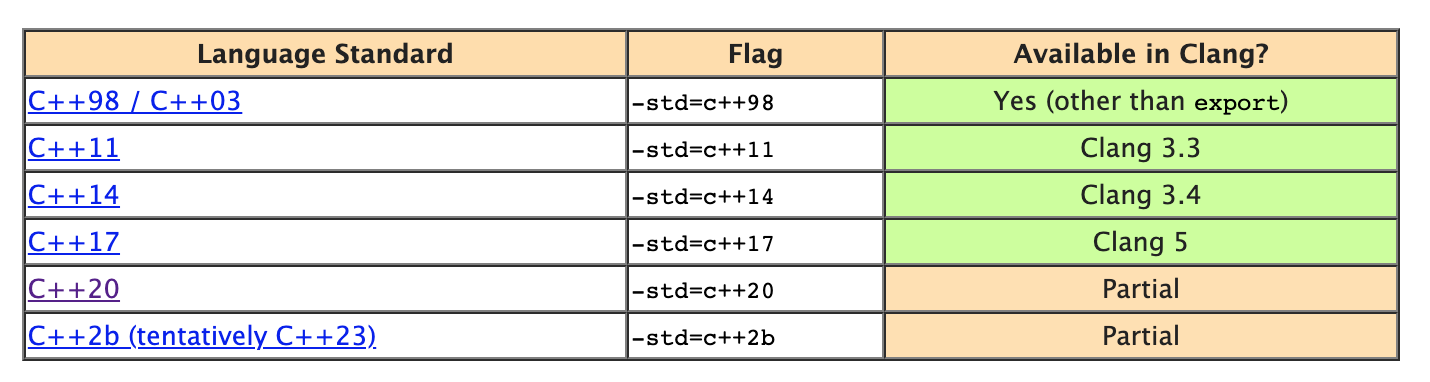 Language Standard Flag Available in Clang?
C++98 / C++03 -std=c++98 Yes (other than export)
C++11 -std=c++11 Clang 3.3
C++14 -std=c++14 Clang 3.4
C++17 -std=c++17 Clang 5
C++20 -std=c++20 Partial
C++2b (tentatively C++23) -std=c++2b Partial